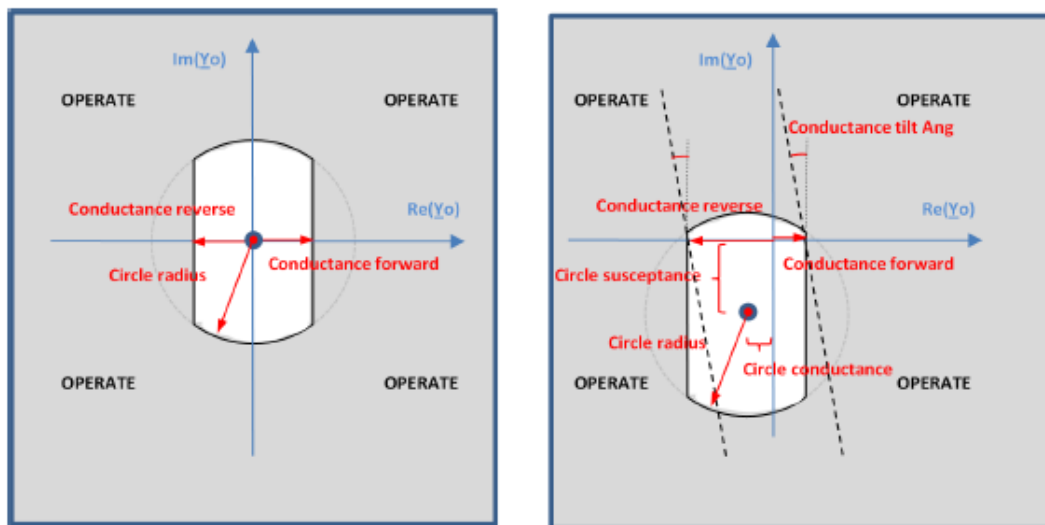 Im(Yo)
OPERATE
OPERATE
Conductance reverse
Re(Yo)
Circle radius
Conductance forward
OPERATE
OPERATE
Im(Yo)
OPERATE
OPERATE
Conductance tilt Ang
Conductance reverse
Re(Yo)
Circle susceptance
Conductance forward
Circle radius
Circle conductance
OPERATE
OPERATE